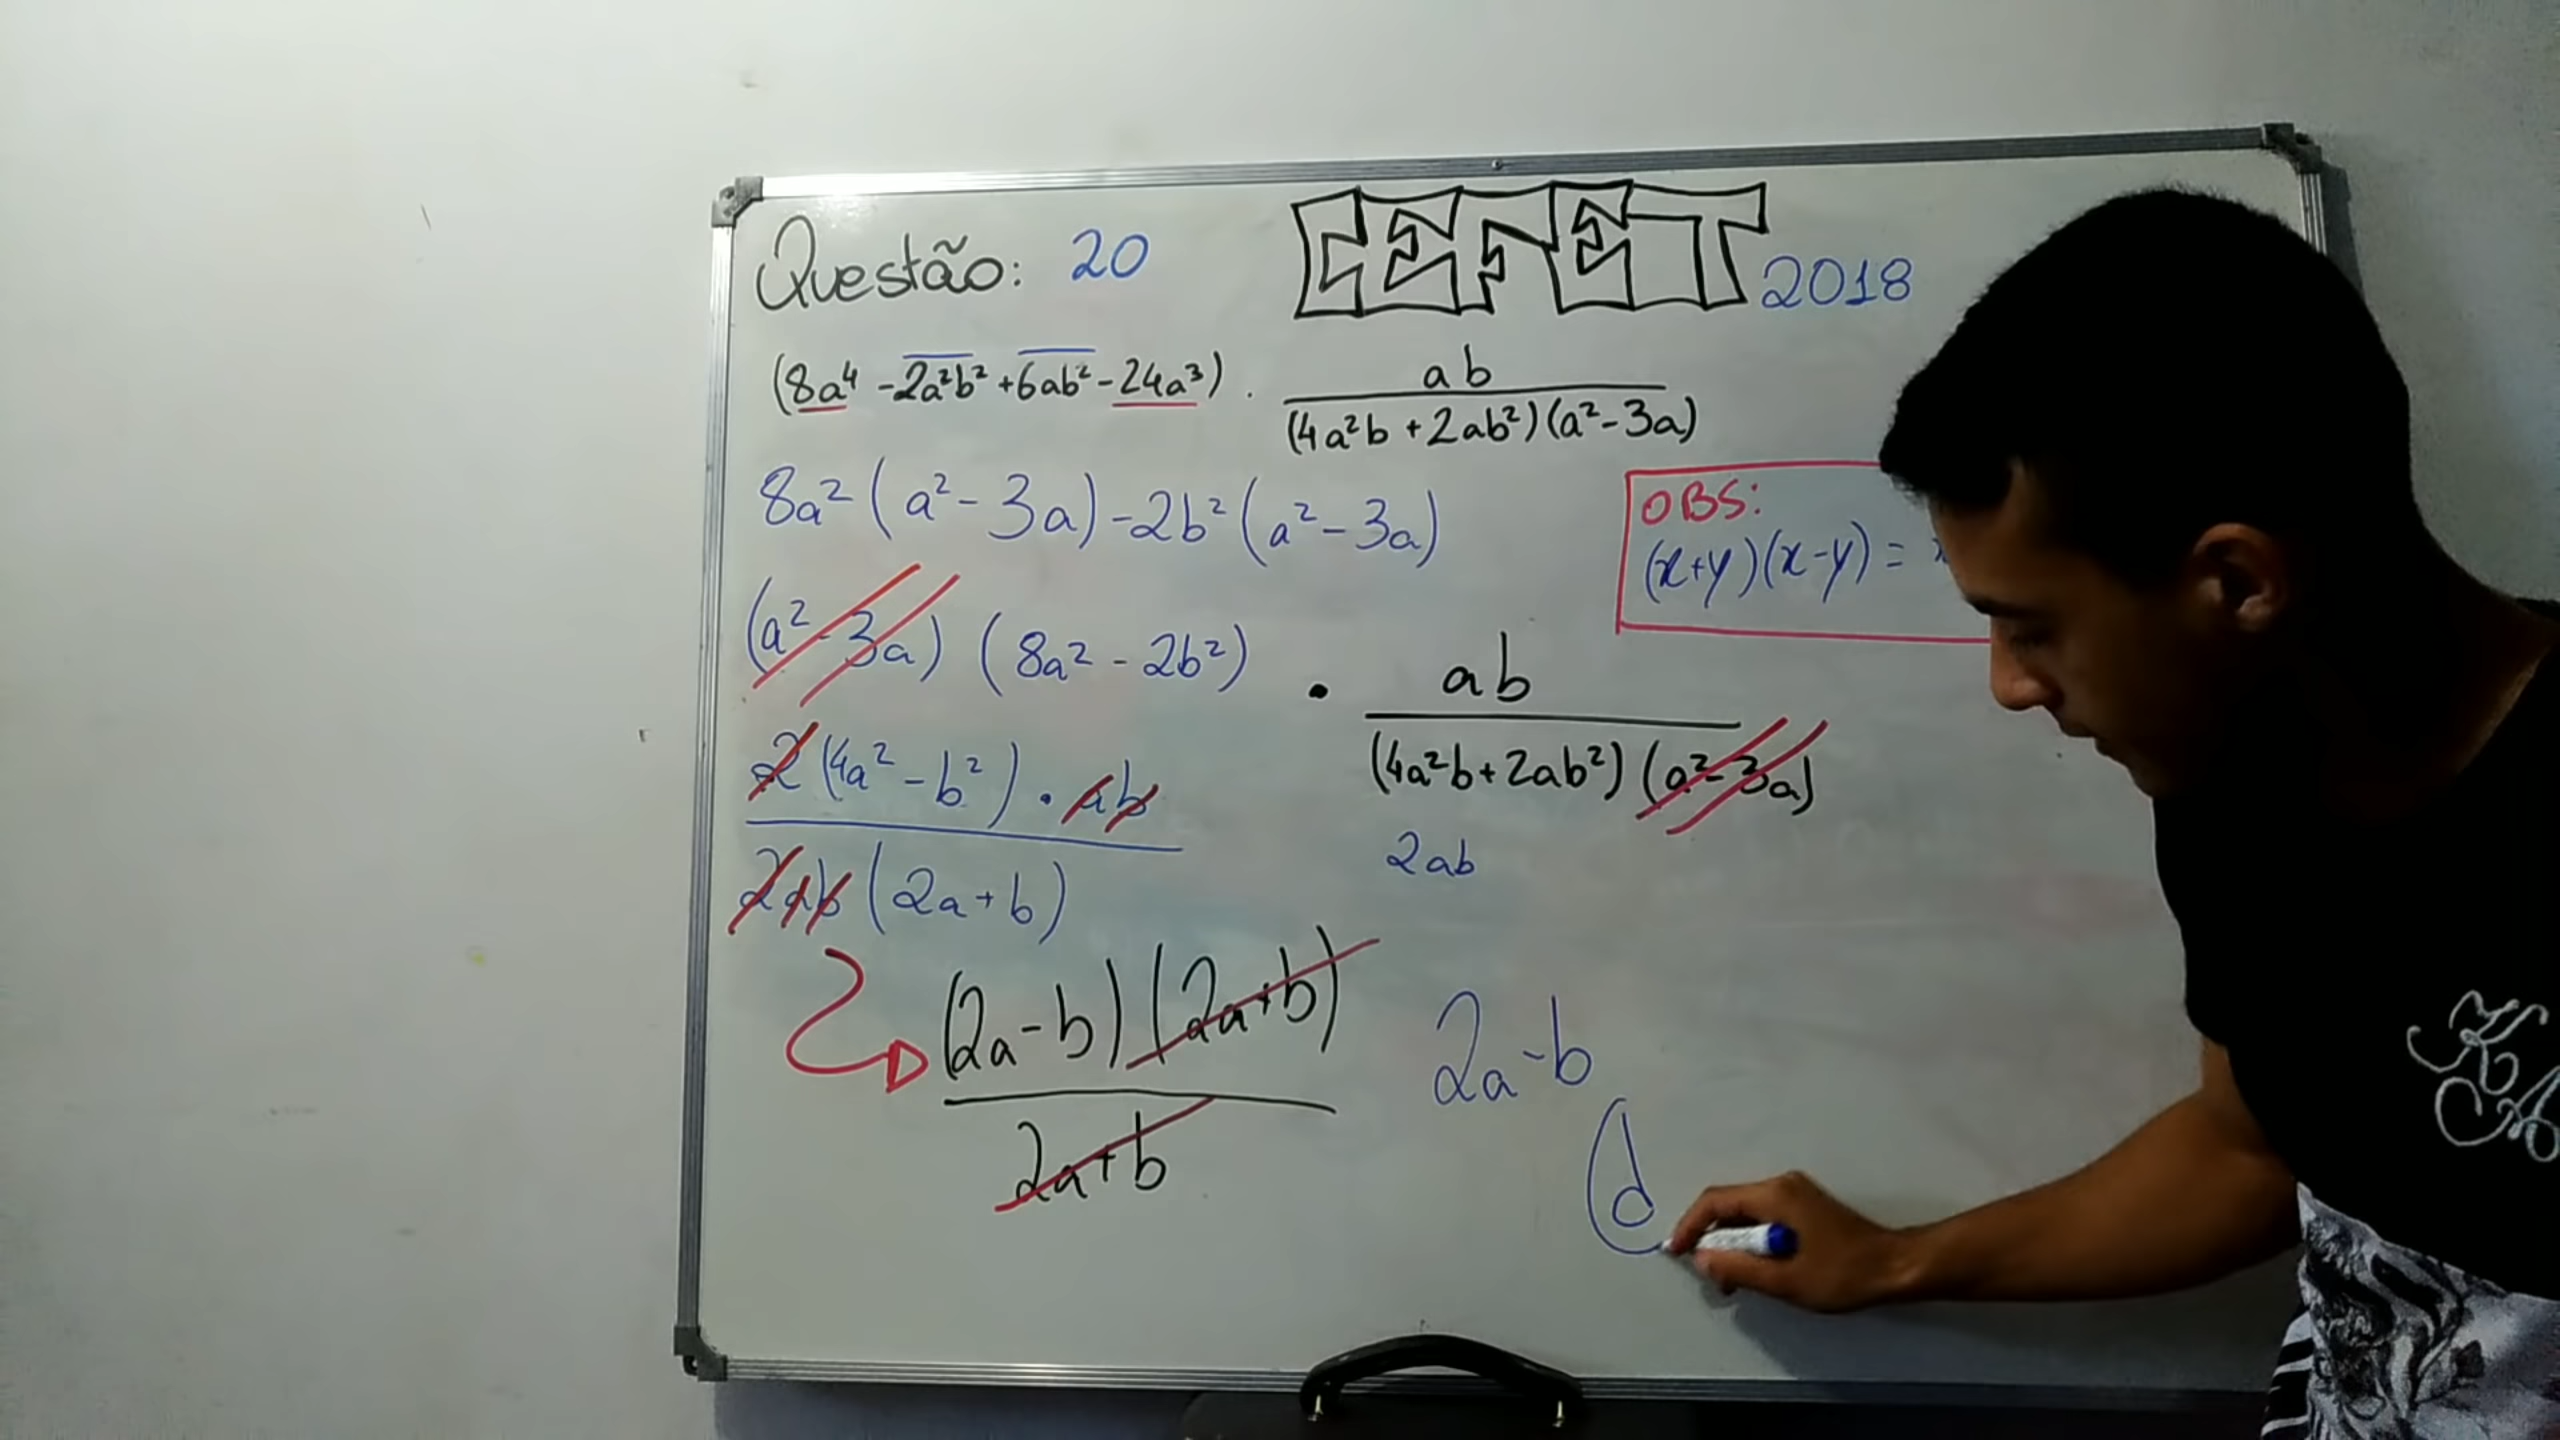 Questão: 20
CEFET 2018
(8a⁴ - 2a²b² + 6ab² - 24a³) . ab / (4a²b + 2ab²)(a² - 3a)
8a² (a² - 3a) - 2b² (a² - 3a)
OBS:
(x+y)(x-y) =
(a² - 3a) (8a² - 2b²) • ab / (4a²b + 2ab²) (a² - 3a)
2ab
2(4a² - b²) • ab / 2ab (2a + b)
(2a - b) (2a + b) / 2a + b
2a - b
d